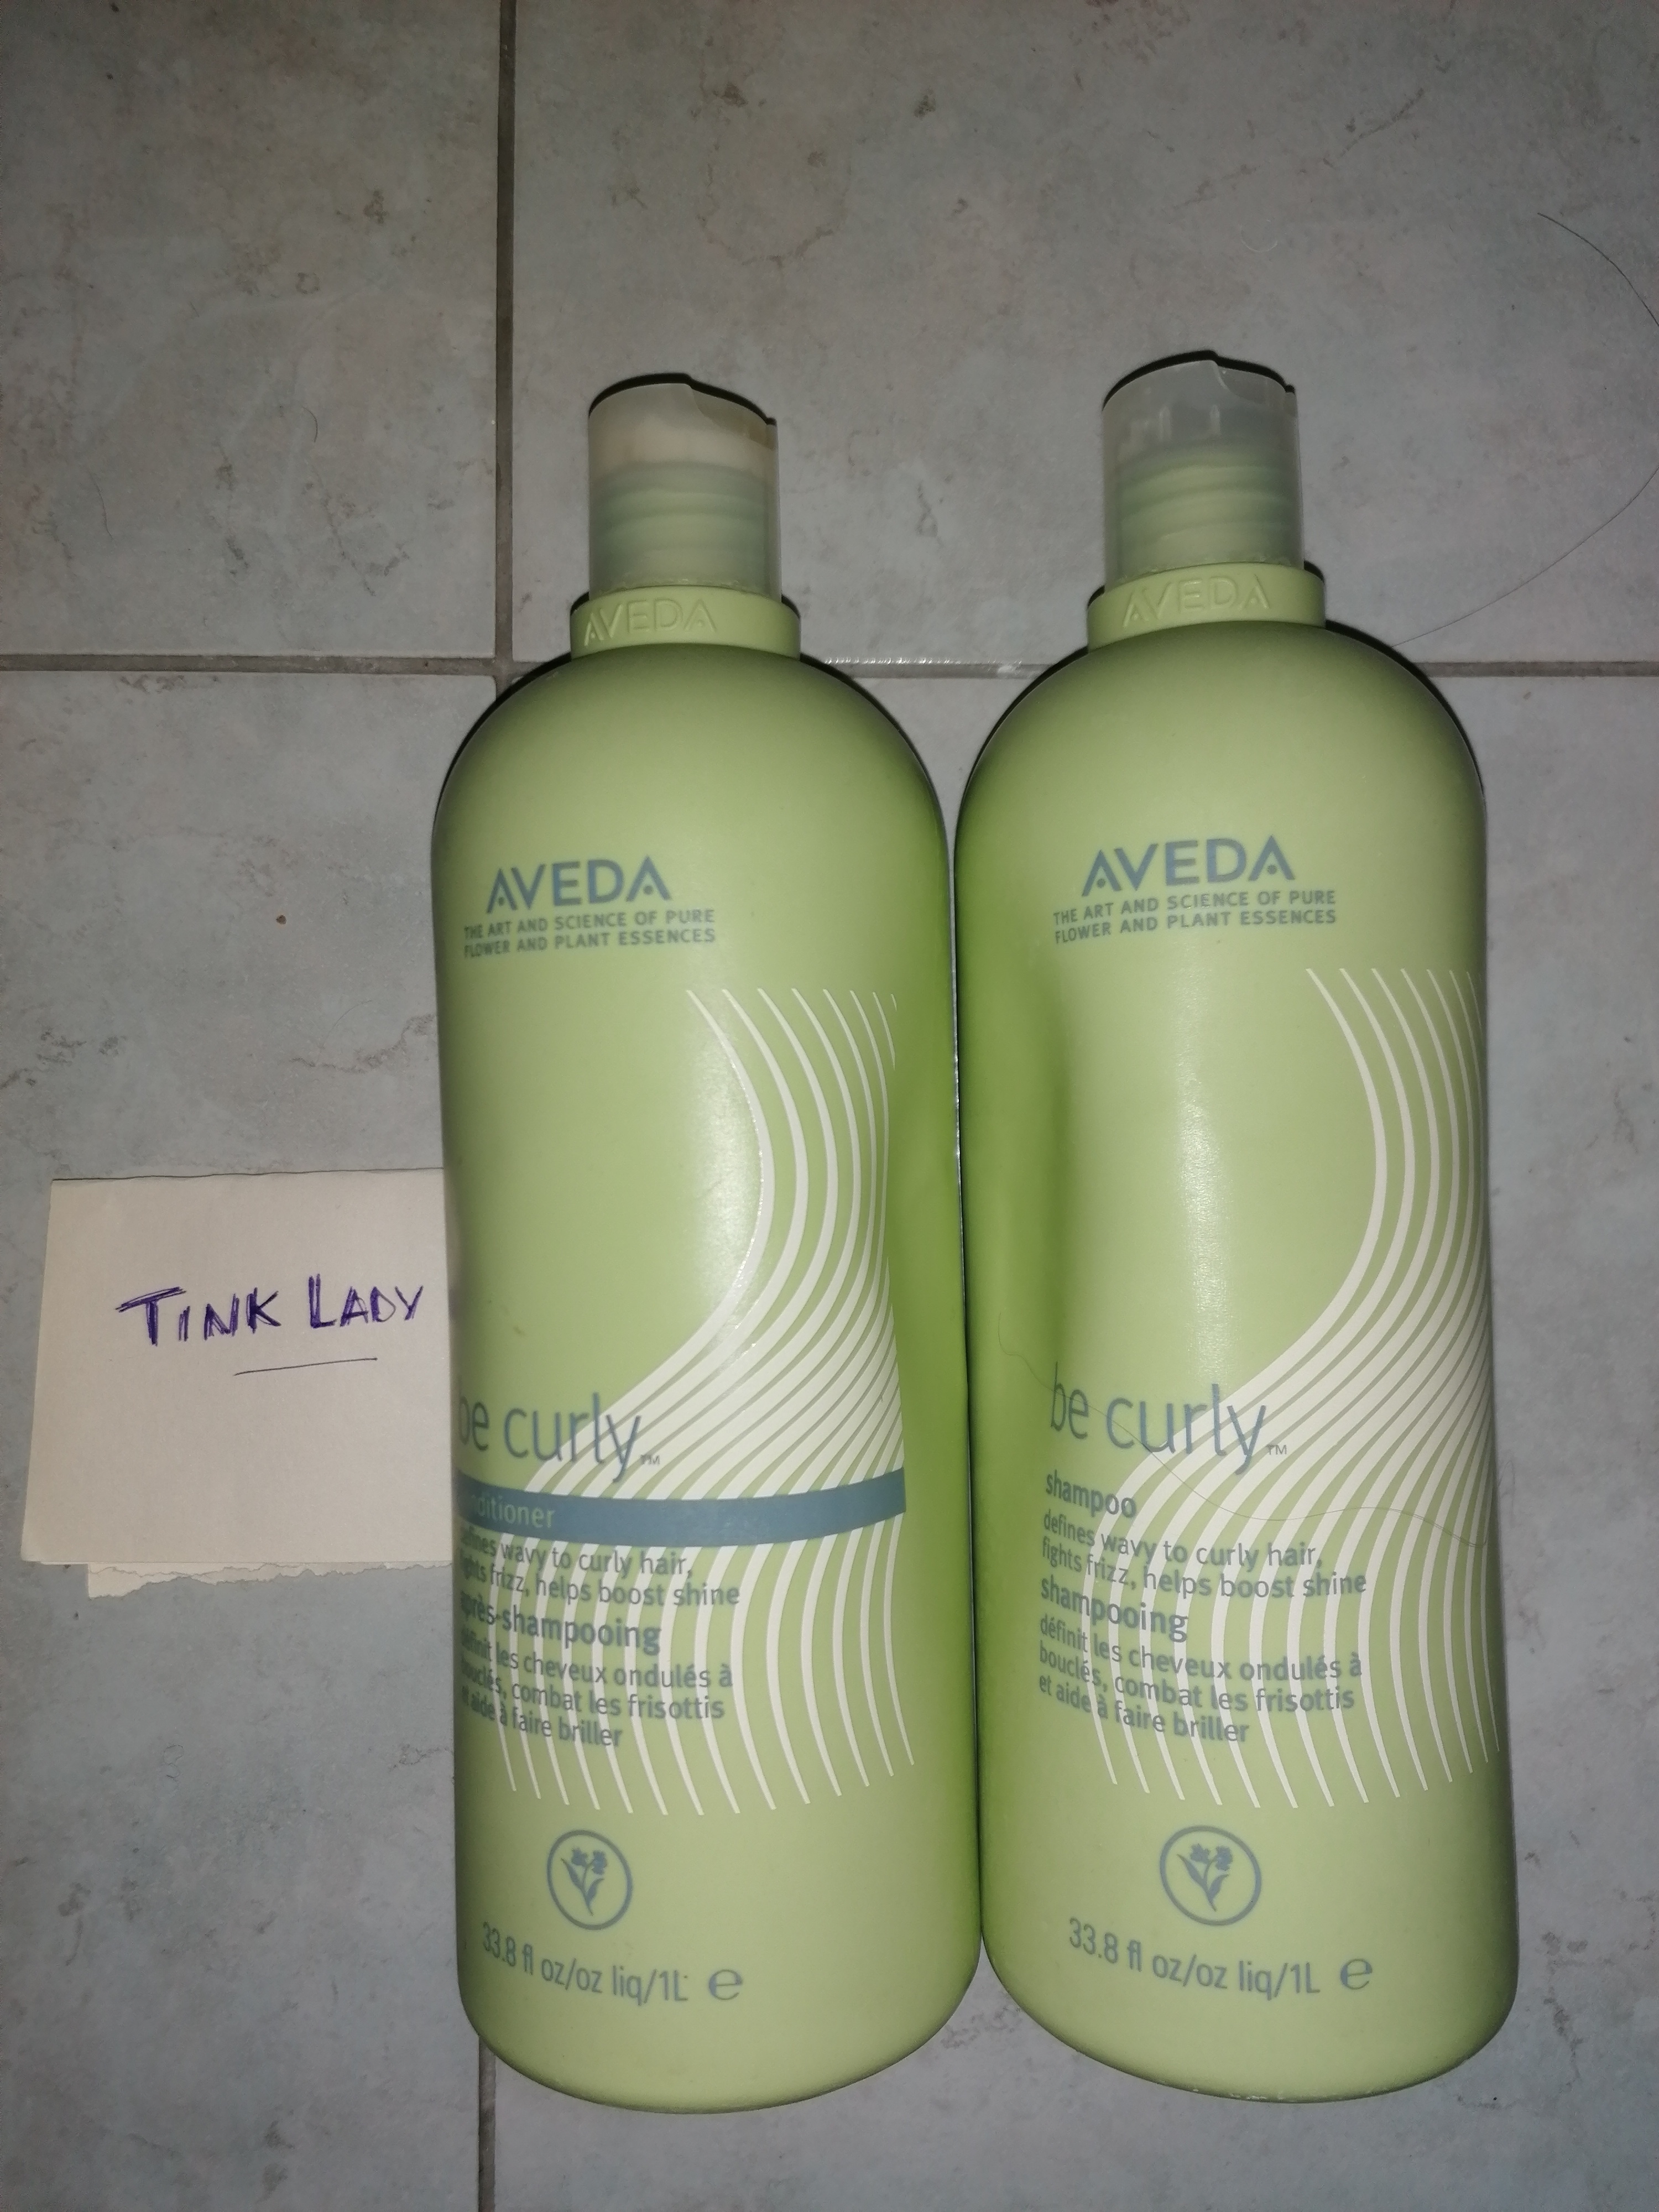 TINK LADY
AVEDA
AVEDA
THE ART AND SCIENCE OF PURE
FLOWER AND PLANT ESSENCES
be curly™
nditioner
defines wavy to curly hair,
fights frizz, helps boost shine
après-shampooing
définit les cheveux ondulés à
bouclés, combat les frisottis
et aide à faire briller
33.8 fl oz/oz liq/1L ℮
AVEDA
AVEDA
THE ART AND SCIENCE OF PURE
FLOWER AND PLANT ESSENCES
be curly™
shampoo
defines wavy to curly hair,
fights frizz, helps boost shine
shampooing
définit les cheveux ondulés à
bouclés, combat les frisottis
et aide à faire briller
33.8 fl oz/oz liq/1L ℮